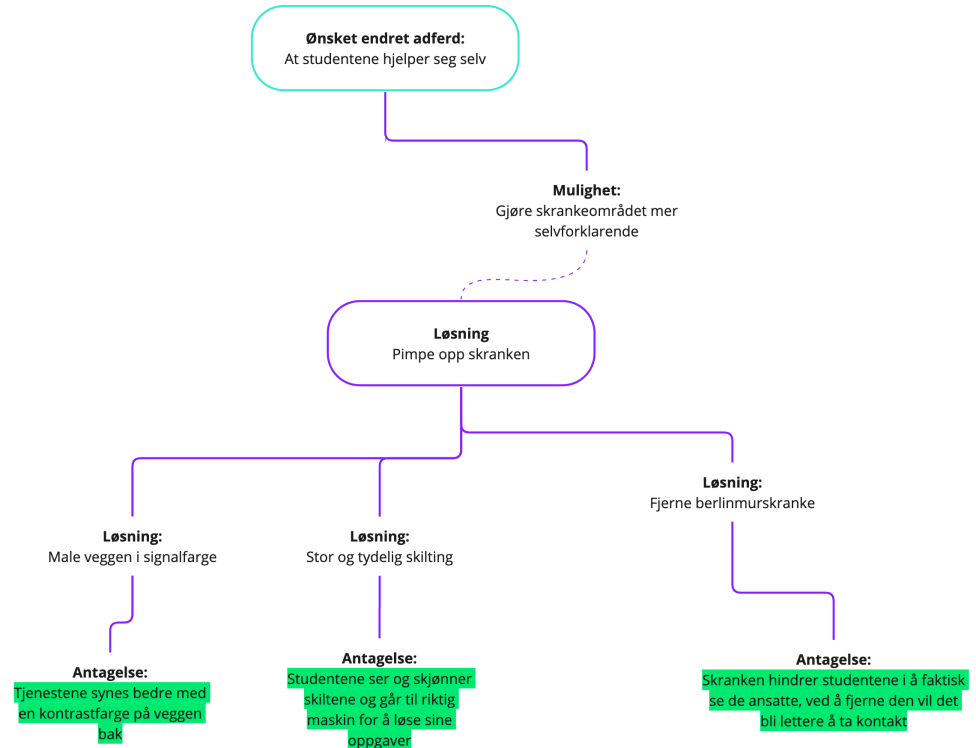 Ønsket endret adferd:
At studentene hjelper seg selv
Mulighet:
Gjøre skrankeområdet mer
selvforklarende
Løsning
Pimpe opp skranken
Løsning:
Male veggen i signalfarge
Løsning:
Stor og tydelig skilting
Løsning:
Fjerne berlinmurskranke
Antagelse:
Tjenestene synes bedre med
en kontrastfarge på veggen
bak
Antagelse:
Studentene ser og skjønner
skiltene og går til riktig
maskin for å løse sine
oppgaver
Antagelse:
Skranken hindrer studentene i å faktisk
se de ansatte, ved å fjerne den vil det
bli lettere å ta kontakt